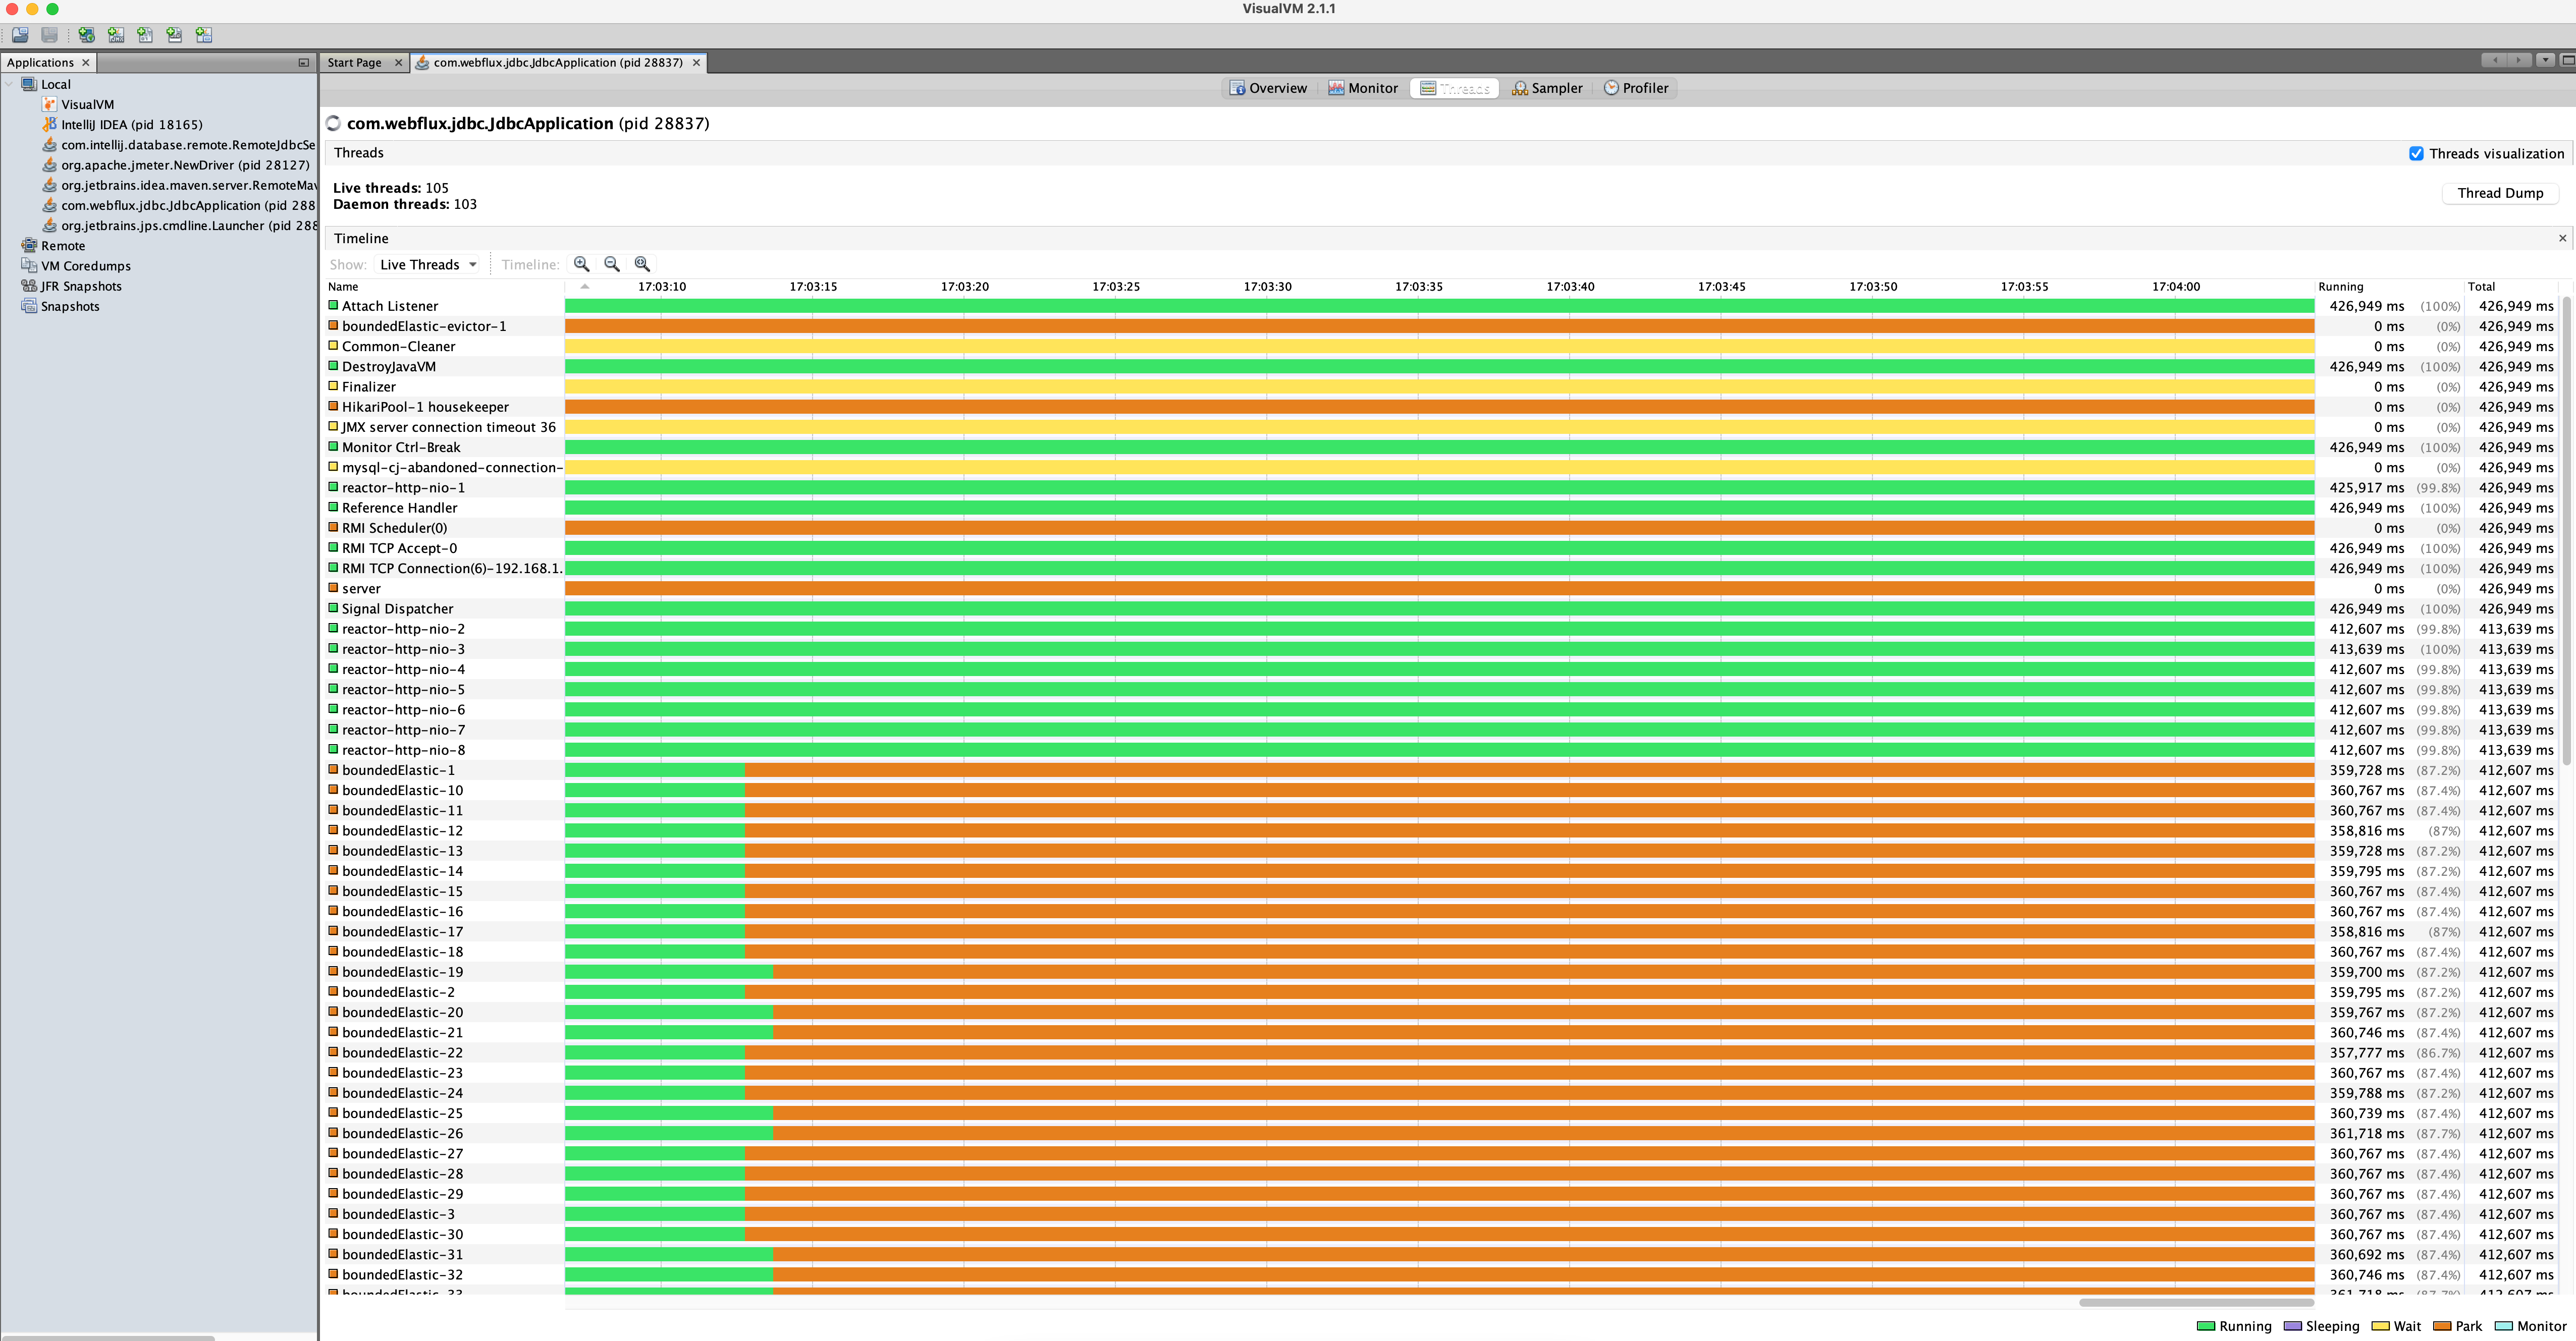 VisualVM 2.1.1
Applications
Start Page
com.webflux.jdbc.JdbcApplication (pid 28837)
Local
VisualVM
IntelliJ IDEA (pid 18165)
com.intellij.database.remote.RemoteJdbcSe
org.apache.jmeter.NewDriver (pid 28127)
org.jetbrains.idea.maven.server.RemoteMav
com.webflux.jdbc.JdbcApplication (pid 288
org.jetbrains.jps.cmdline.Launcher (pid 288
Remote
VM Coredumps
JFR Snapshots
Snapshots
Overview Monitor Threads Sampler Profiler
com.webflux.jdbc.JdbcApplication (pid 28837)
Threads Threads visualization
Live threads: 105
Daemon threads: 103
Thread Dump
Timeline
Show: Live Threads Timeline:
Name 17:03:10 17:03:15 17:03:20 17:03:25 17:03:30 17:03:35 17:03:40 17:03:45 17:03:50 17:03:55 17:04:00 Running Total
Attach Listener 426,949 ms (100%) 426,949 ms
boundedElastic-evictor-1 0 ms (0%) 426,949 ms
Common-Cleaner 0 ms (0%) 426,949 ms
DestroyJavaVM 426,949 ms (100%) 426,949 ms
Finalizer 0 ms (0%) 426,949 ms
HikariPool-1 housekeeper 0 ms (0%) 426,949 ms
JMX server connection timeout 36 0 ms (0%) 426,949 ms
Monitor Ctrl-Break 426,949 ms (100%) 426,949 ms
mysql-cj-abandoned-connection- 0 ms (0%) 426,949 ms
reactor-http-nio-1 425,917 ms (99.8%) 426,949 ms
Reference Handler 426,949 ms (100%) 426,949 ms
RMI Scheduler(0) 0 ms (0%) 426,949 ms
RMI TCP Accept-0 426,949 ms (100%) 426,949 ms
RMI TCP Connection(6)-192.168.1. 426,949 ms (100%) 426,949 ms
server 0 ms (0%) 426,949 ms
Signal Dispatcher 426,949 ms (100%) 426,949 ms
reactor-http-nio-2 412,607 ms (99.8%) 413,639 ms
reactor-http-nio-3 413,639 ms (100%) 413,639 ms
reactor-http-nio-4 412,607 ms (99.8%) 413,639 ms
reactor-http-nio-5 412,607 ms (99.8%) 413,639 ms
reactor-http-nio-6 412,607 ms (99.8%) 413,639 ms
reactor-http-nio-7 412,607 ms (99.8%) 413,639 ms
reactor-http-nio-8 412,607 ms (99.8%) 413,639 ms
boundedElastic-1 359,728 ms (87.2%) 412,607 ms
boundedElastic-10 360,767 ms (87.4%) 412,607 ms
boundedElastic-11 360,767 ms (87.4%) 412,607 ms
boundedElastic-12 358,816 ms (87%) 412,607 ms
boundedElastic-13 359,728 ms (87.2%) 412,607 ms
boundedElastic-14 359,795 ms (87.2%) 412,607 ms
boundedElastic-15 360,767 ms (87.4%) 412,607 ms
boundedElastic-16 360,767 ms (87.4%) 412,607 ms
boundedElastic-17 358,816 ms (87%) 412,607 ms
boundedElastic-18 360,767 ms (87.4%) 412,607 ms
boundedElastic-19 359,700 ms (87.2%) 412,607 ms
boundedElastic-2 359,795 ms (87.2%) 412,607 ms
boundedElastic-20 359,767 ms (87.2%) 412,607 ms
boundedElastic-21 360,746 ms (87.4%) 412,607 ms
boundedElastic-22 357,777 ms (86.7%) 412,607 ms
boundedElastic-23 360,767 ms (87.4%) 412,607 ms
boundedElastic-24 359,788 ms (87.2%) 412,607 ms
boundedElastic-25 360,739 ms (87.4%) 412,607 ms
boundedElastic-26 361,718 ms (87.7%) 412,607 ms
boundedElastic-27 360,767 ms (87.4%) 412,607 ms
boundedElastic-28 360,767 ms (87.4%) 412,607 ms
boundedElastic-29 360,767 ms (87.4%) 412,607 ms
boundedElastic-3 360,767 ms (87.4%) 412,607 ms
boundedElastic-30 360,767 ms (87.4%) 412,607 ms
boundedElastic-31 360,692 ms (87.4%) 412,607 ms
boundedElastic-32 360,746 ms (87.4%) 412,607 ms
Running Sleeping Wait Park Monitor